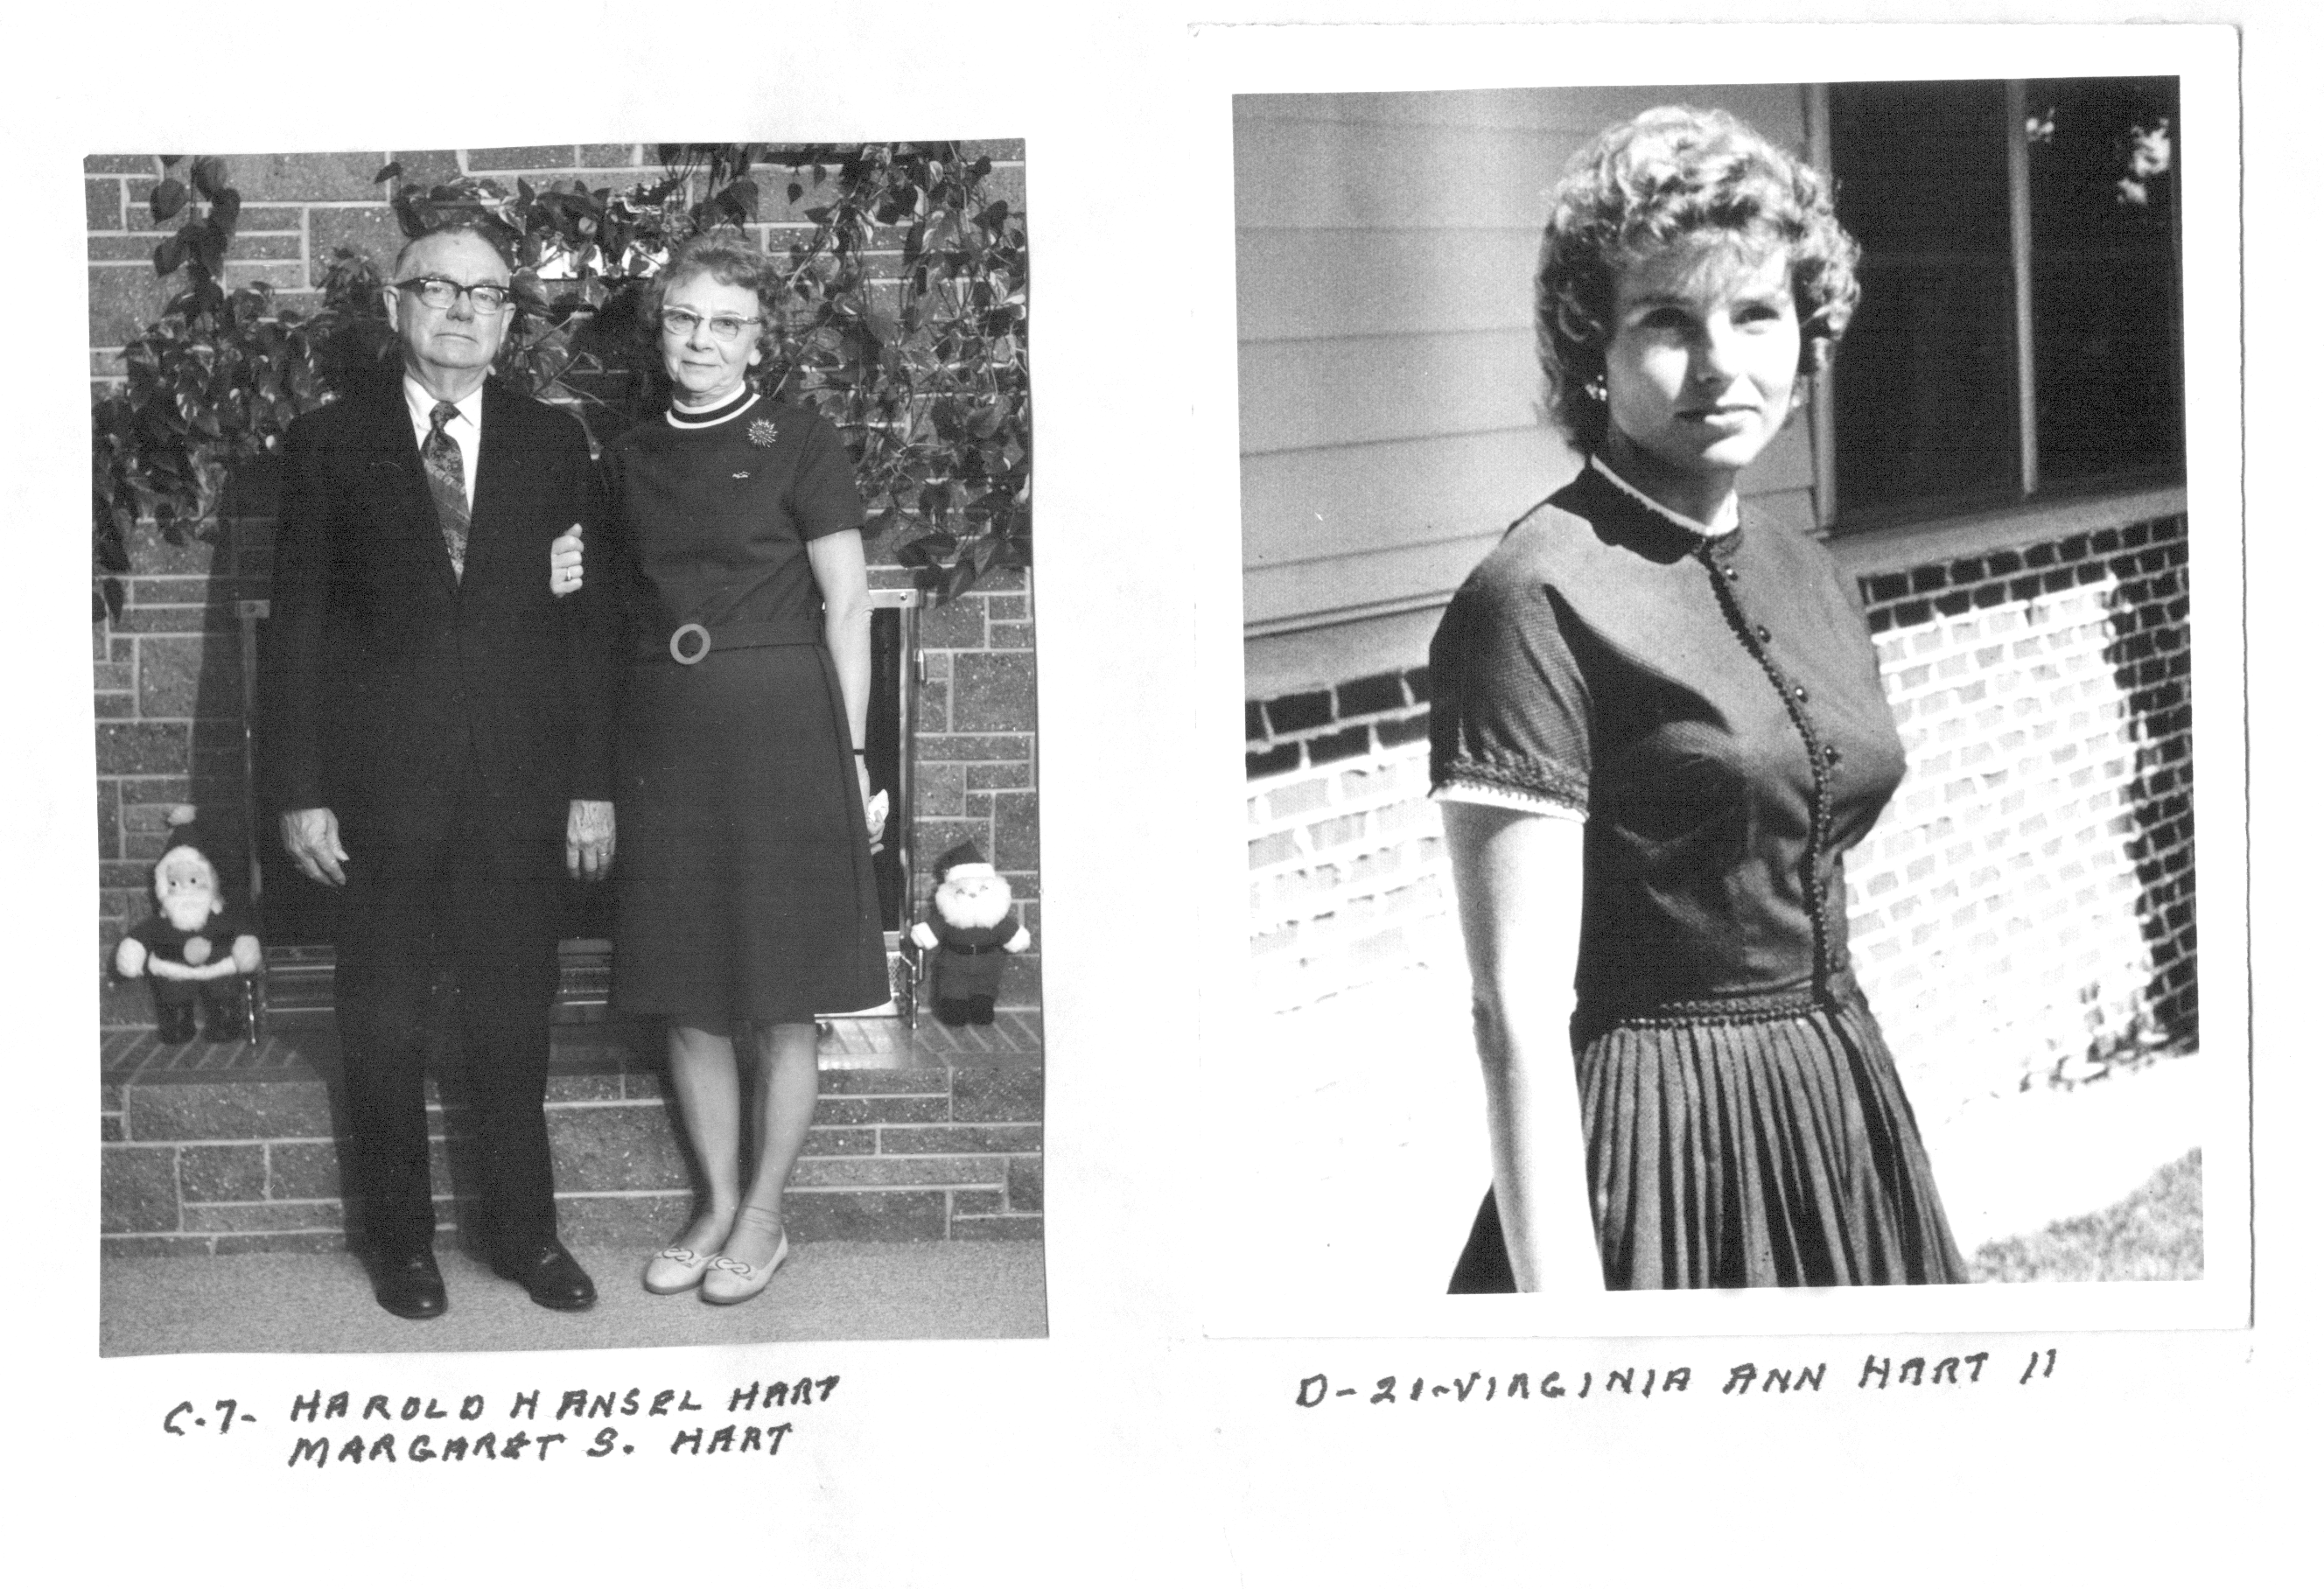 C-7- HAROLD HANSEL HART
MARGARET S. HART
D-21-VIRGINIA ANN HART II